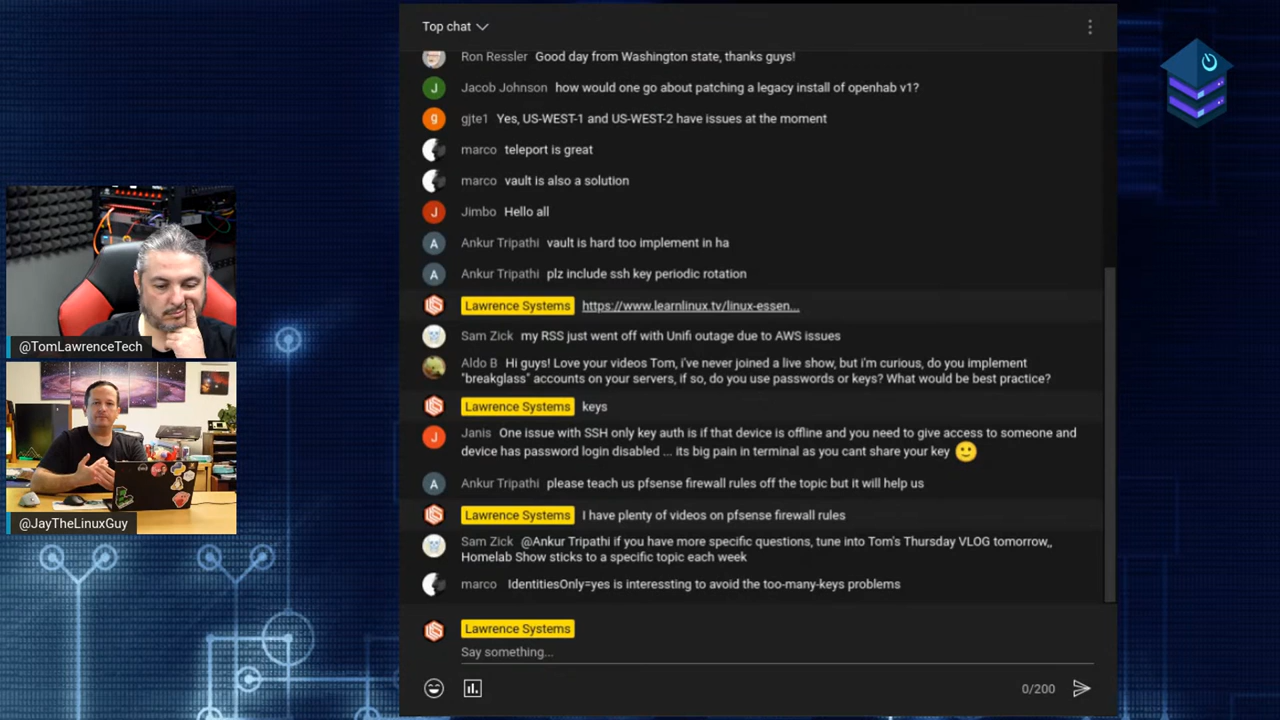 Top chat
Ron Ressler Good day from Washington state, thanks guys!
J Jacob Johnson how would one go about patching a legacy install of openhab v1?
g gjte1 Yes, US-WEST-1 and US-WEST-2 have issues at the moment
marco teleport is great
marco vault is also a solution
J Jimbo Hello all
A Ankur Tripathi vault is hard too implement in ha
A Ankur Tripathi plz include ssh key periodic rotation
Lawrence Systems https://www.learnlinux.tv/linux-essen...
Sam Zick my RSS just went off with Unifi outage due to AWS issues
Aldo B Hi guys! Love your videos Tom, i've never joined a live show, but i'm curious, do you implement
"breakglass" accounts on your servers, if so, do you use passwords or keys? What would be best practice?
Lawrence Systems keys
J Janis One issue with SSH only key auth is if that device is offline and you need to give access to someone and
device has password login disabled ... its big pain in terminal as you cant share your key
A Ankur Tripathi please teach us pfsense firewall rules off the topic but it will help us
Lawrence Systems I have plenty of videos on pfsense firewall rules
Sam Zick @Ankur Tripathi if you have more specific questions, tune into Tom's Thursday VLOG tomorrow,,
Homelab Show sticks to a specific topic each week
marco IdentitiesOnly=yes is interessting to avoid the too-many-keys problems
Lawrence Systems
Say something...
0/200
@TomLawrenceTech
@JayTheLinuxGuy